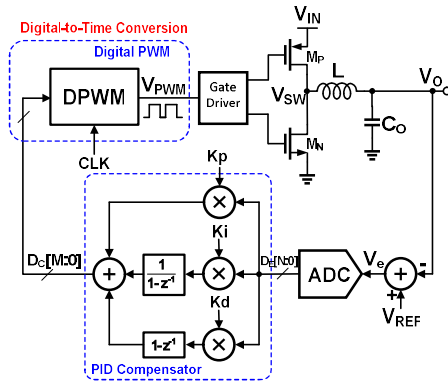 Digital-to-Time Conversion
Digital PWM
DPWM
VPWM
CLK
Gate
Driver
VIN
MP
VSW
MN
L
VO
CO
Kp
Ki
Kd
DC[M:0]
+
1
1-z-1
1-z-1
×
×
×
PID Compensator
DE[N:0]
ADC
Ve
+
-
+
VREF